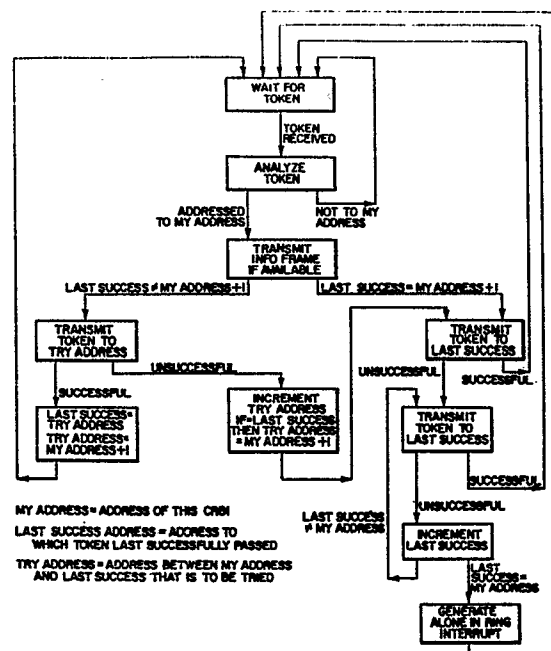 WAIT FOR
TOKEN
TOKEN
RECEIVED
ANALYZE
TOKEN
ADDRESSED
TO MY ADDRESS
NOT TO MY
ADDRESS
TRANSMIT
INFO FRAME
IF AVAILABLE
LAST SUCCESS ≠ MY ADDRESS +1
LAST SUCCESS = MY ADDRESS +1
TRANSMIT
TOKEN TO
TRY ADDRESS
TRANSMIT
TOKEN TO
LAST SUCCESS
UNSUCCESSFUL
UNSUCCESSFUL
SUCCESSFUL
SUCCESSFUL
LAST SUCCESS=
TRY ADDRESS
TRY ADDRESS=
MY ADDRESS +1
INCREMENT
TRY ADDRESS
IF=LAST SUCCESS
THEN TRY ADDRESS
= MY ADDRESS +1
TRANSMIT
TOKEN TO
LAST SUCCESS
SUCCESSFUL
UNSUCCESSFUL
MY ADDRESS = ADDRESS OF THIS CRBI
LAST SUCCESS ADDRESS = ADDRESS TO
WHICH TOKEN LAST SUCCESSFULLY PASSED
TRY ADDRESS = ADDRESS BETWEEN MY ADDRESS
AND LAST SUCCESS THAT IS TO BE TRIED
LAST SUCCESS
≠ MY ADDRESS
INCREMENT
LAST SUCCESS
LAST
SUCCESS=
MY ADDRESS
GENERATE
ALONE IN RING
INTERRUPT